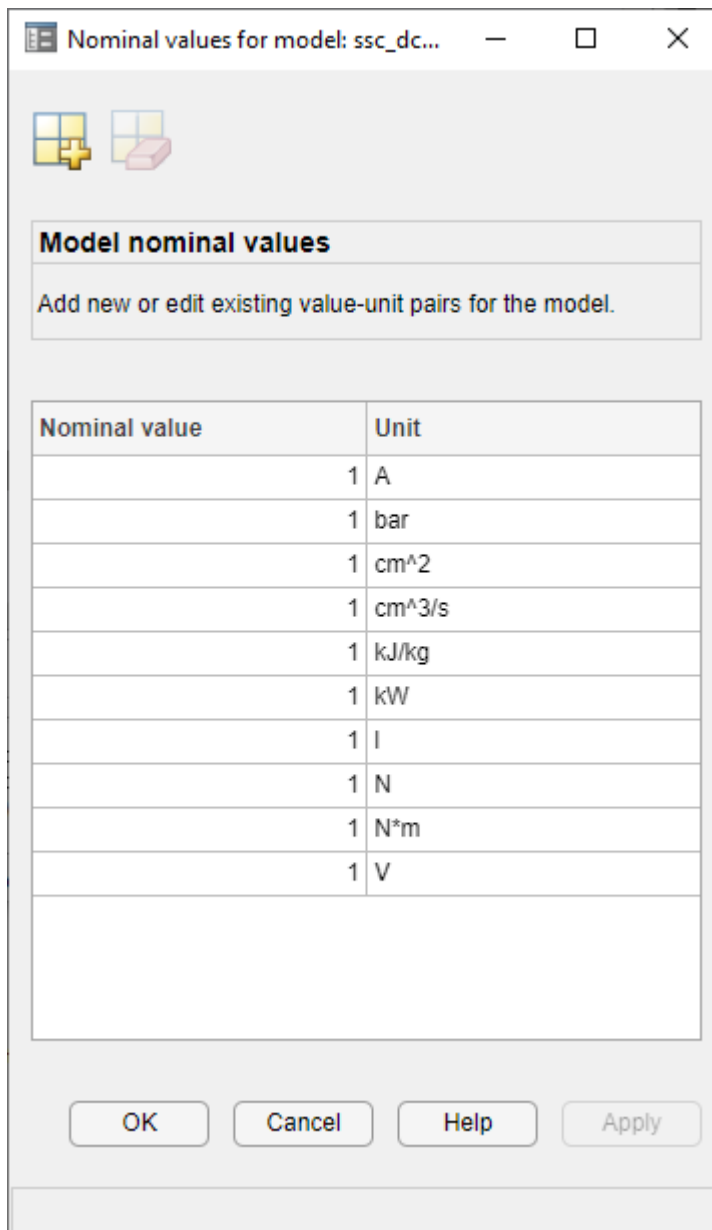 Nominal values for model: ssc_dc...
Model nominal values
Add new or edit existing value-unit pairs for the model.
Nominal value Unit
1 A
1 bar
1 cm^2
1 cm^3/s
1 kJ/kg
1 kW
1 l
1 N
1 N*m
1 V
OK Cancel Help Apply